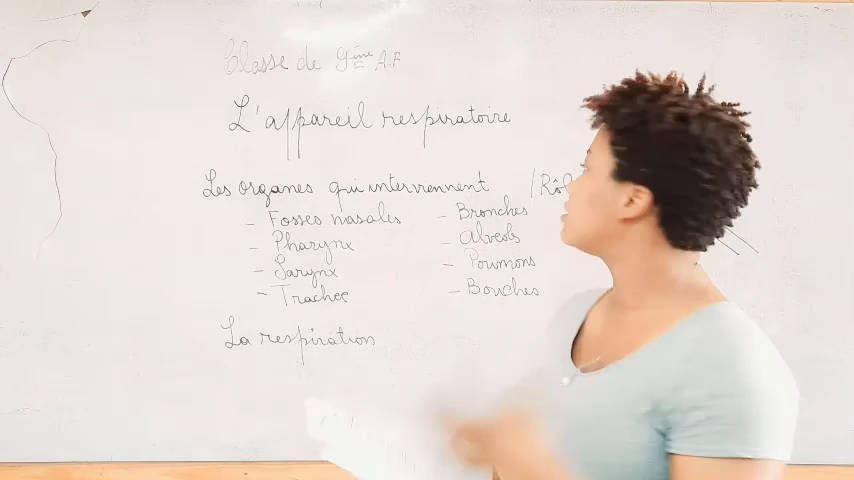 Classe de 9ème A.F
L'appareil respiratoire
Les organes qui interviennent /Rôl
- Fosses nasales
- Pharynx
- Larynx
- Trachee
- Bronches
- Alveols
- Poumons
- Bouches
La respiration